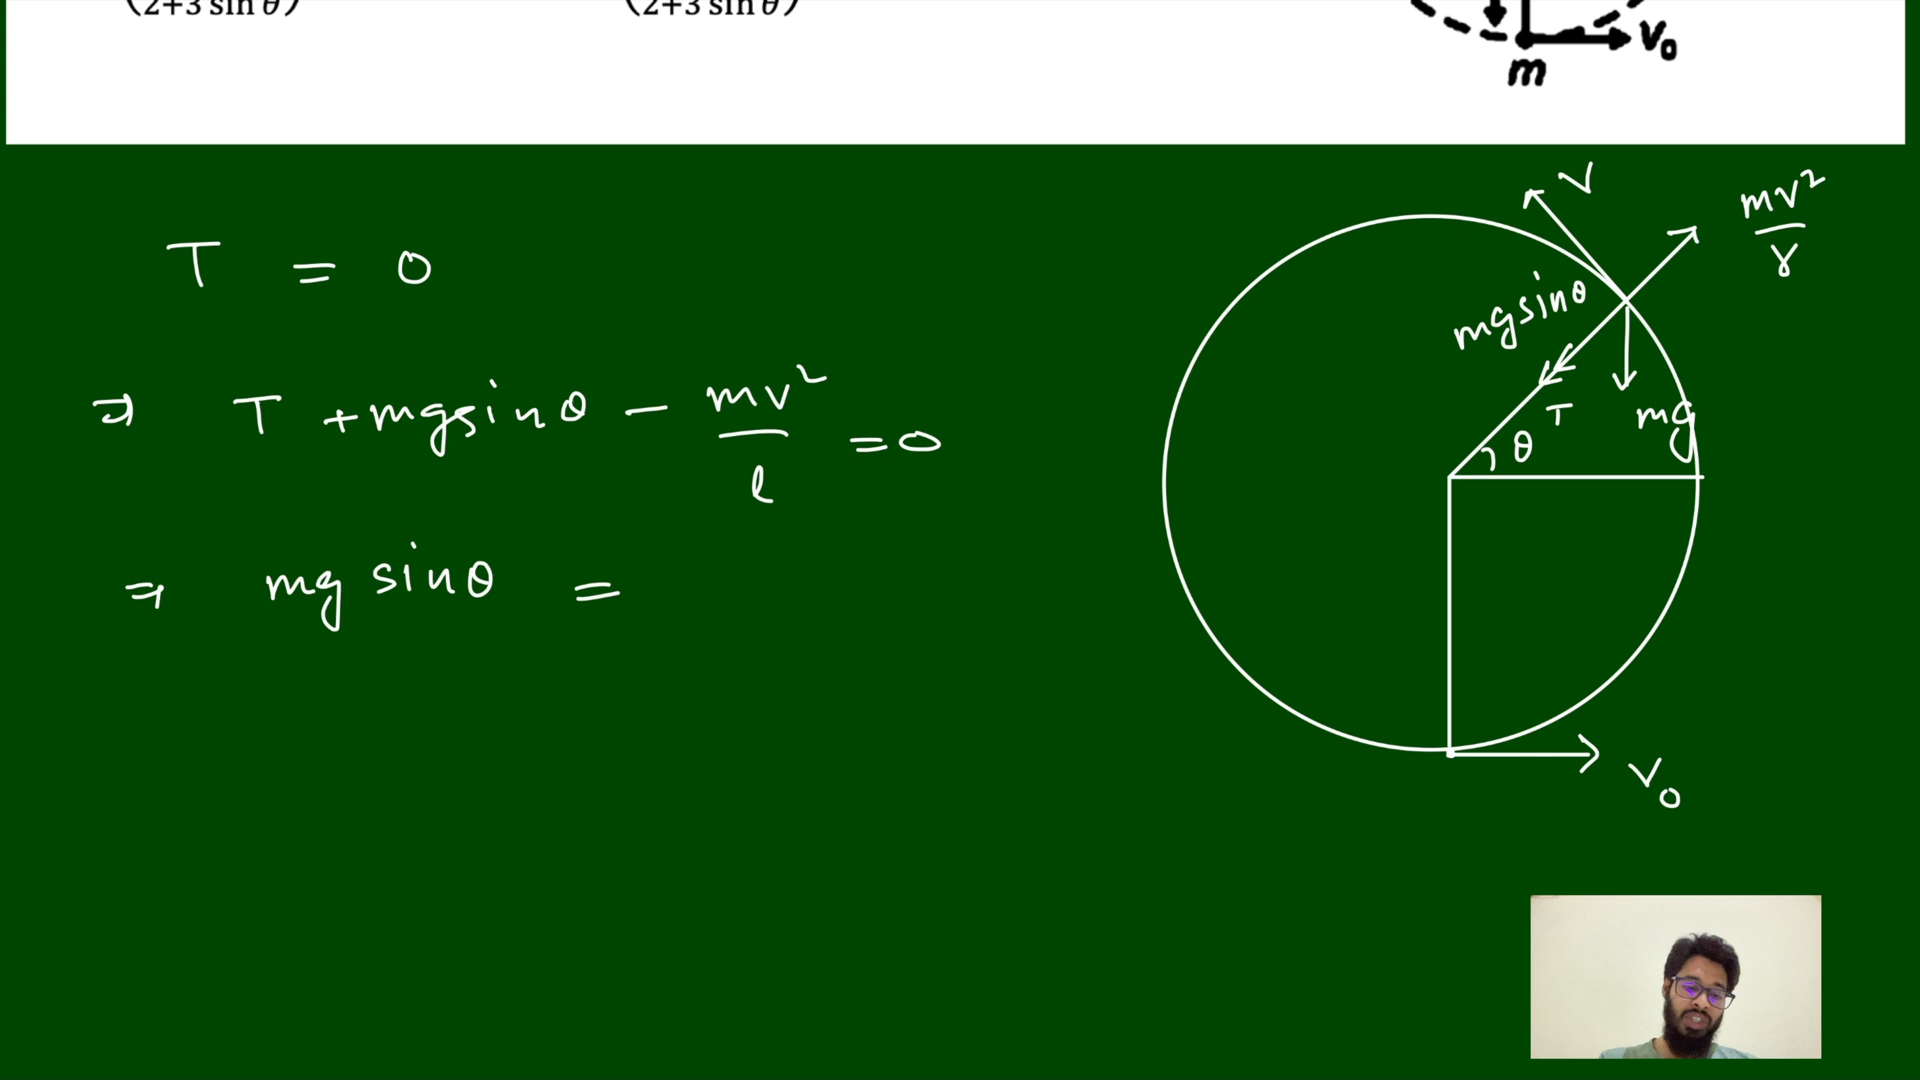 (2+3 sin θ) (2+3 sin θ)
v₀
m
T = 0
⇒ T + mg sinθ − mv²/l = 0
⇒ mg sinθ =
v
mv²/r
mg sinθ
T
mg
θ
v₀